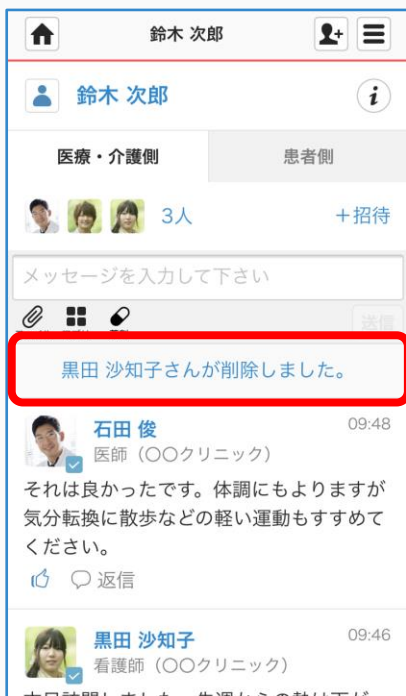 鈴木 次郎
鈴木 次郎
i
医療・介護側 患者側
3人 +招待
メッセージを入力して下さい
送信
黒田 沙知子さんが削除しました。
石田 俊 09:48
医師（〇〇クリニック）
それは良かったです。体調にもよりますが
気分転換に散歩などの軽い運動もすすめて
ください。
返信
黒田 沙知子 09:46
看護師（〇〇クリニック）